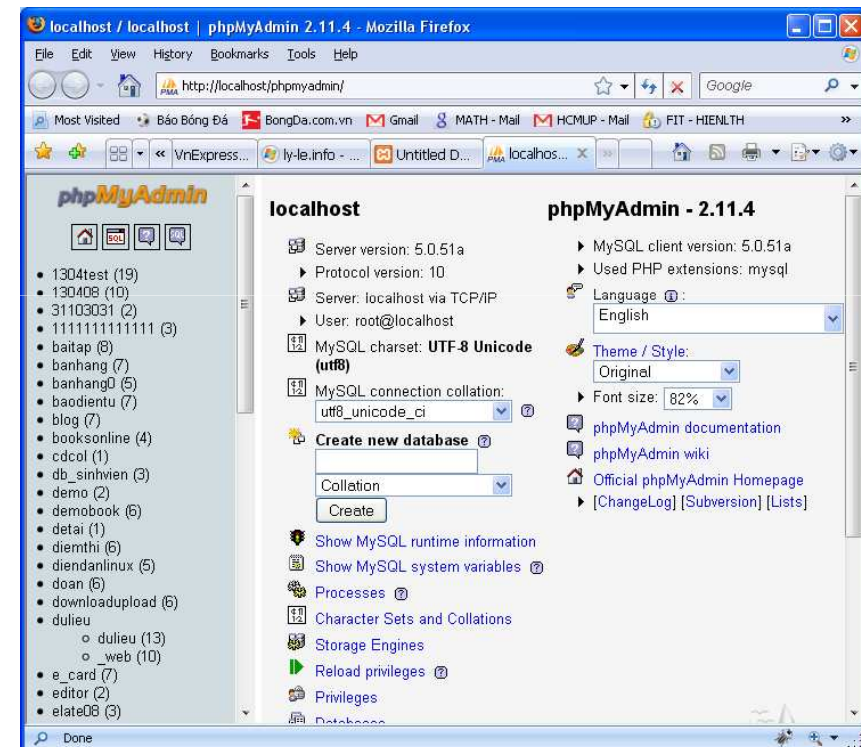 localhost / localhost | phpMyAdmin 2.11.4 - Mozilla Firefox
File Edit View History Bookmarks Tools Help
http://localhost/phpmyadmin/ Google
Most Visited Báo Bóng Đá BongDa.com.vn Gmail MATH - Mail HCMUP - Mail FIT - HIENLTH »
« VnExpress... ly-le.info - ... Untitled D... localhos...
phpMyAdmin
SQL
1304test (19)
130408 (10)
31103031 (2)
1111111111111 (3)
baitap (8)
banhang (7)
banhang0 (5)
baodientu (7)
blog (7)
booksonline (4)
cdcol (1)
db_sinhvien (3)
demo (2)
demobook (6)
detai (1)
diemthi (6)
diendanlinux (5)
doan (6)
downloadupload (6)
dulieu
dulieu (13)
_web (10)
e_card (7)
editor (2)
elate08 (3)
localhost
Server version: 5.0.51a
Protocol version: 10
Server: localhost via TCP/IP
User: root@localhost
MySQL charset: UTF-8 Unicode
(utf8)
MySQL connection collation:
utf8_unicode_ci
Create new database
Collation
Create
Show MySQL runtime information
Show MySQL system variables
Processes
Character Sets and Collations
Storage Engines
Reload privileges
Privileges
Databases
phpMyAdmin - 2.11.4
MySQL client version: 5.0.51a
Used PHP extensions: mysql
Language :
English
Theme / Style:
Original
Font size: 82%
phpMyAdmin documentation
phpMyAdmin wiki
Official phpMyAdmin Homepage
[ChangeLog] [Subversion] [Lists]
Done